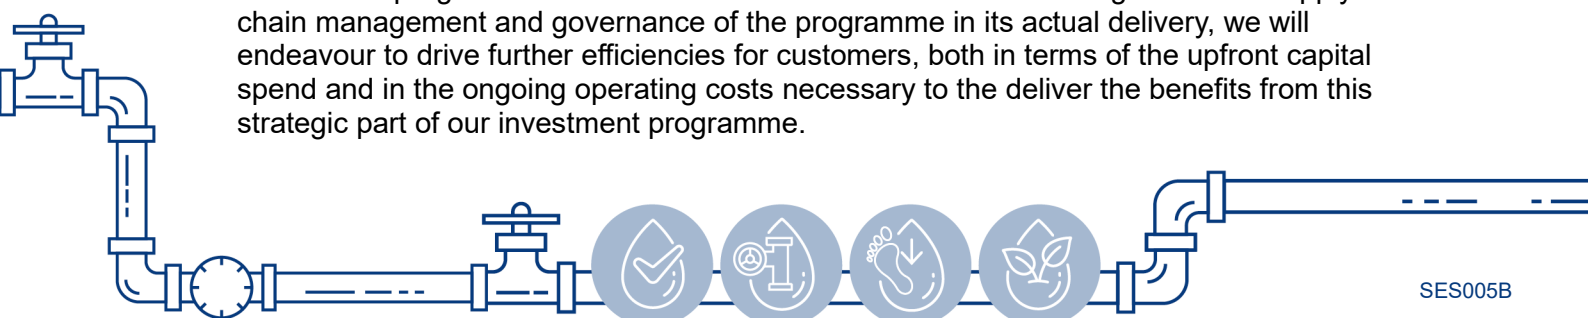 chain management and governance of the programme in its actual delivery, we will
endeavour to drive further efficiencies for customers, both in terms of the upfront capital
spend and in the ongoing operating costs necessary to the deliver the benefits from this
strategic part of our investment programme.
SES005B